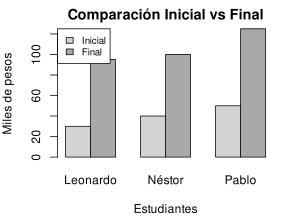 Comparación Inicial vs Final
Inicial
Final
Miles de pesos
100
60
20
0
Leonardo Néstor Pablo
Estudiantes